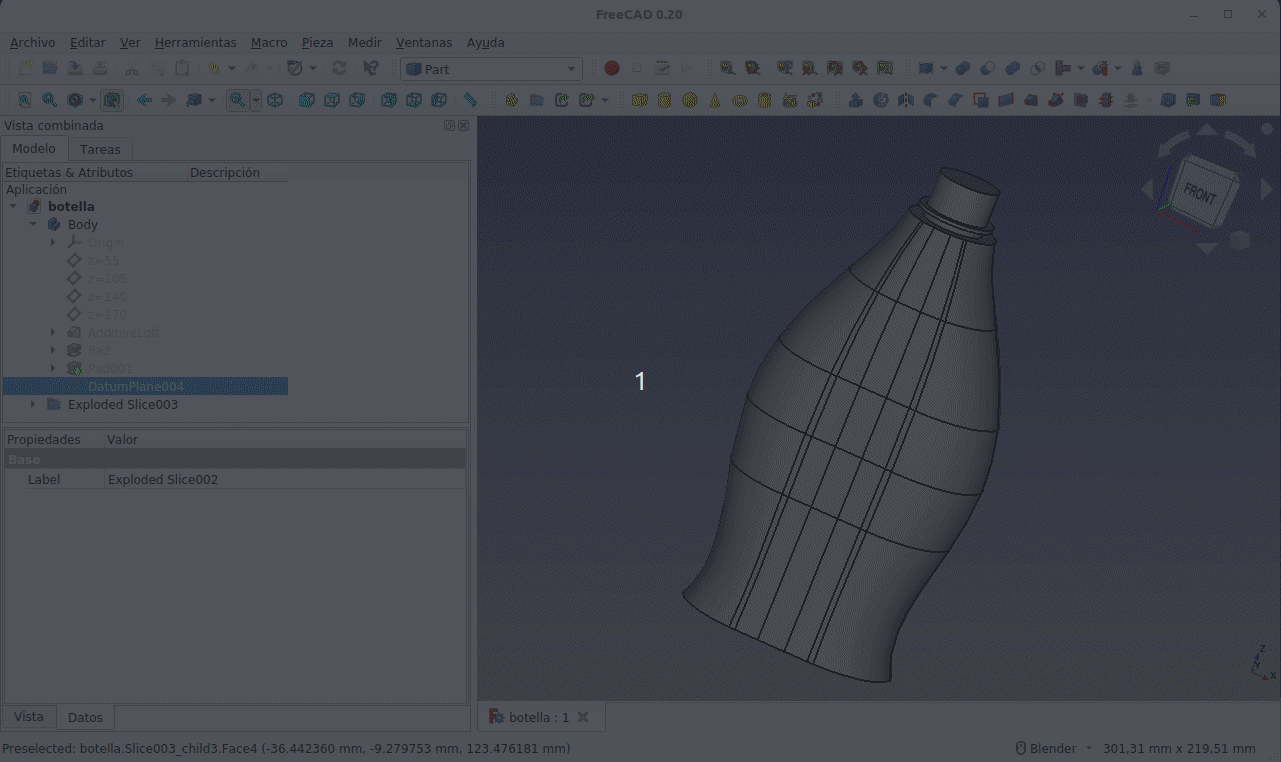 FreeCAD 0.20
Archivo Editar Ver Herramientas Macro Pieza Medir Ventanas Ayuda
Part
Vista combinada
Modelo Tareas
Etiquetas & Atributos Descripción
Aplicación
botella
Body
Origin
z=55
z=105
z=140
z=170
AdditiveLoft
Pad
Pad001
DatumPlane004
Exploded Slice003
FRONT
1
Propiedades Valor
Base
Label Exploded Slice002
Z
Y
X
Vista Datos
botella : 1
Preselected: botella.Slice003_child3.Face4 (-36.442360 mm, -9.279753 mm, 123.476181 mm)
Blender 301,31 mm x 219,51 mm